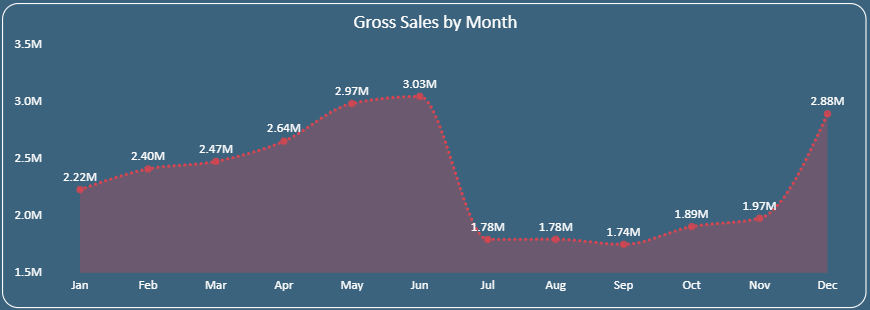 Gross Sales by Month
3.5M
3.0M
2.5M
2.0M
1.5M
2.22M
2.40M
2.47M
2.64M
2.97M
3.03M
1.78M
1.78M
1.74M
1.89M
1.97M
2.88M
Jan Feb Mar Apr May Jun Jul Aug Sep Oct Nov Dec